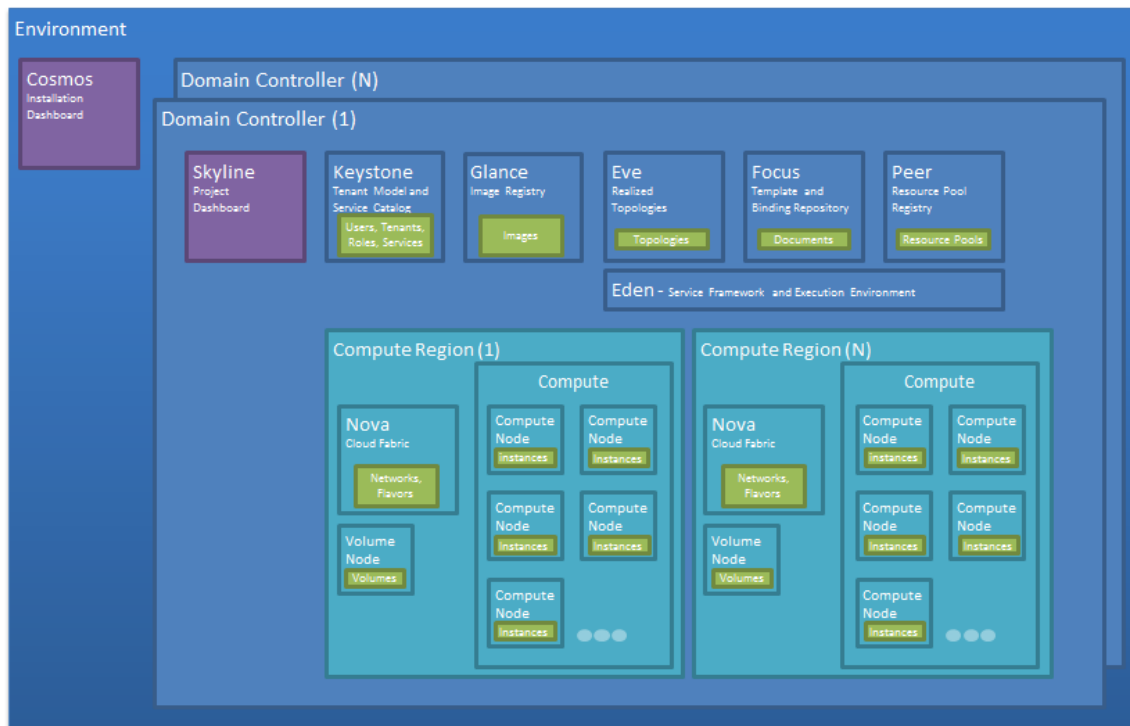 Environment
Cosmos
Installation
Dashboard
Domain Controller (N)
Domain Controller (1)
Skyline
Project
Dashboard
Keystone
Tenant Model and
Service Catalog
Users, Tenants,
Roles, Services
Glance
Image Registry
Images
Eve
Realized
Topologies
Topologies
Focus
Template and
Binding Repository
Documents
Peer
Resource Pool
Registry
Resource Pools
Eden - Service Framework and Execution Environment
Compute Region (1)
Nova
Cloud Fabric
Networks,
Flavors
Volume
Node
Volumes
Compute
Compute
Node
Instances
Compute
Node
Instances
Compute
Node
Instances
Compute
Node
Instances
Compute
Node
Instances
Compute Region (N)
Nova
Cloud Fabric
Networks,
Flavors
Volume
Node
Volumes
Compute
Compute
Node
Instances
Compute
Node
Instances
Compute
Node
Instances
Compute
Node
Instances
Compute
Node
Instances